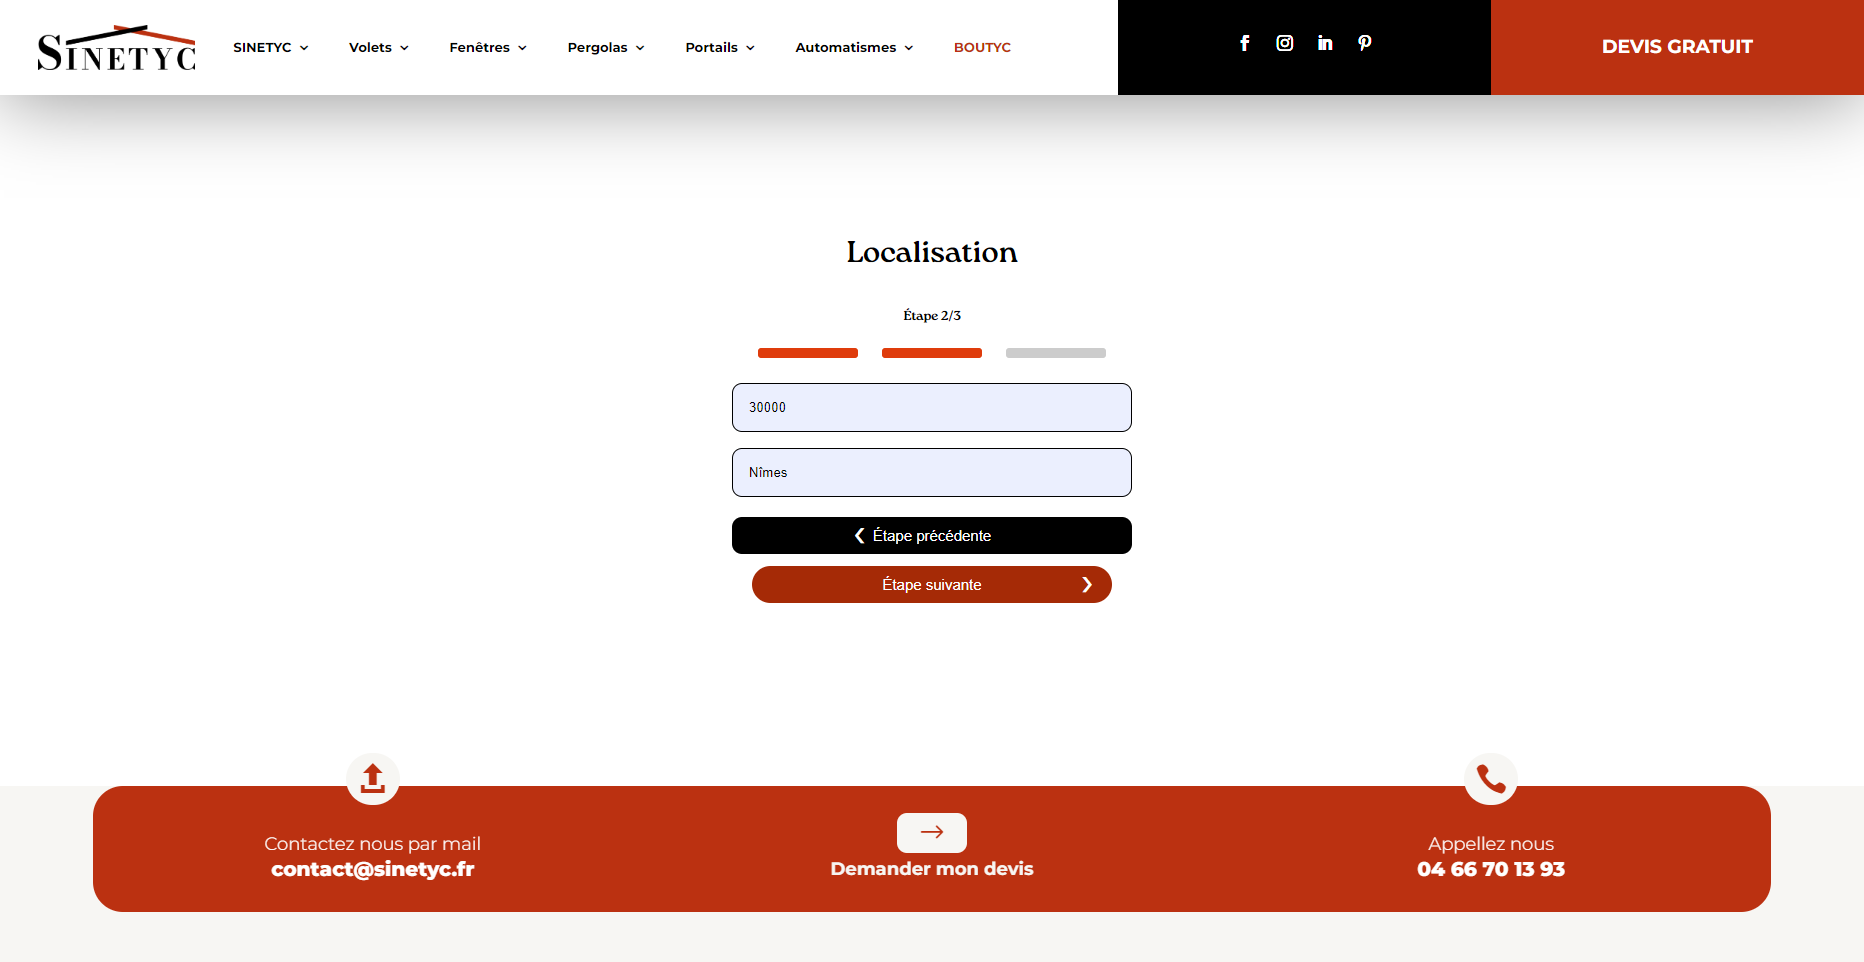 SINETYC
SINETYC
Volets
Fenêtres
Pergolas
Portails
Automatismes
BOUTYC
DEVIS GRATUIT
Localisation
Étape 2/3
30000
Nîmes
Étape précédente
Étape suivante
Contactez nous par mail
contact@sinetyc.fr
Demander mon devis
Appellez nous
04 66 70 13 93